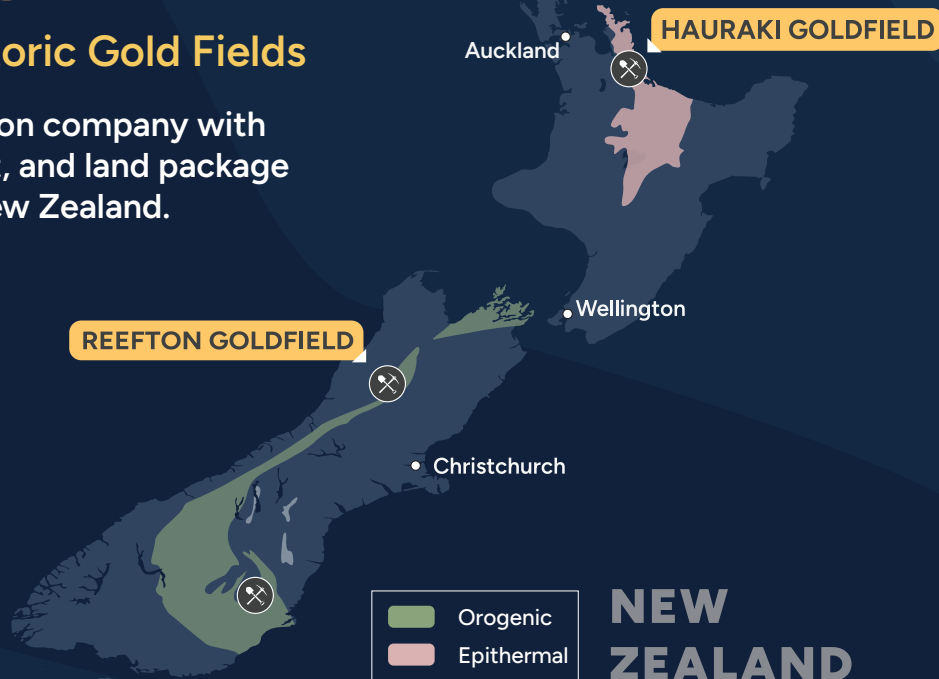 oric Gold Fields
on company with
, and land package
ew Zealand.
Auckland
HAURAKI GOLDFIELD
Wellington
REEFTON GOLDFIELD
Christchurch
Orogenic
Epithermal
NEW
ZEALAND